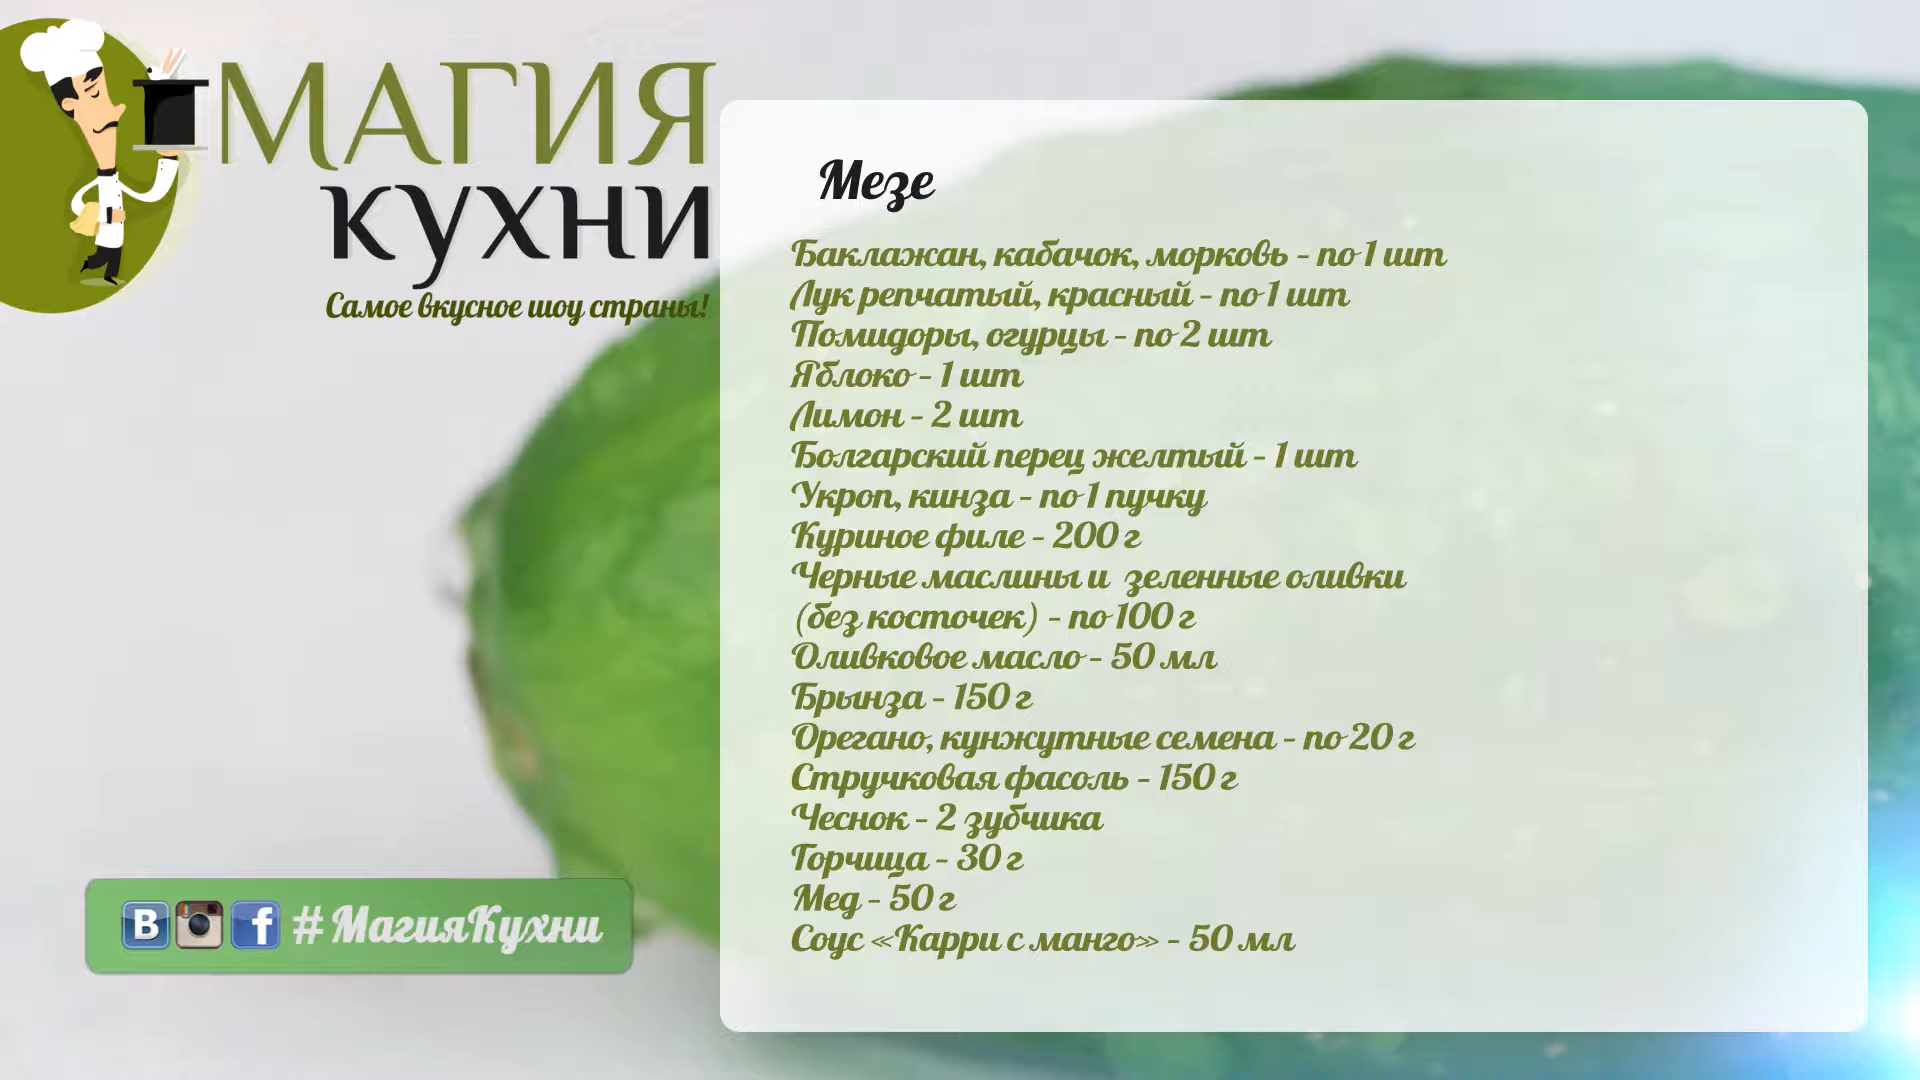 МАГИЯ
кухни
Самое вкусное шоу страны!
Мезе
Баклажан, кабачок, морковь – по 1 шт
Лук репчатый, красный – по 1 шт
Помидоры, огурцы – по 2 шт
Яблоко – 1 шт
Лимон – 2 шт
Болгарский перец желтый – 1 шт
Укроп, кинза – по 1 пучку
Куриное филе – 200 г
Черные маслины и зеленные оливки
(без косточек) – по 100 г
Оливковое масло – 50 мл
Брынза – 150 г
Орегано, кунжутные семена – по 20 г
Стручковая фасоль – 150 г
Чеснок – 2 зубчика
Горчица – 30 г
Мед – 50 г
Соус «Карри с манго» – 50 мл
В f #МагияКухни